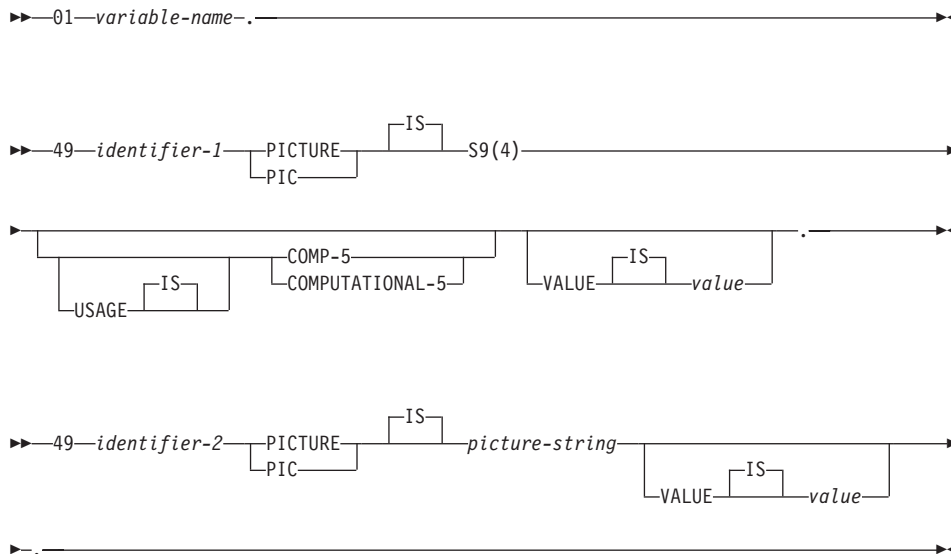 01 variable-name .
IS
49 identifier-1 PICTURE S9(4)
PIC
COMP-5 .
IS COMPUTATIONAL-5 VALUE IS value
USAGE
IS
49 identifier-2 PICTURE picture-string
PIC IS
VALUE value
.